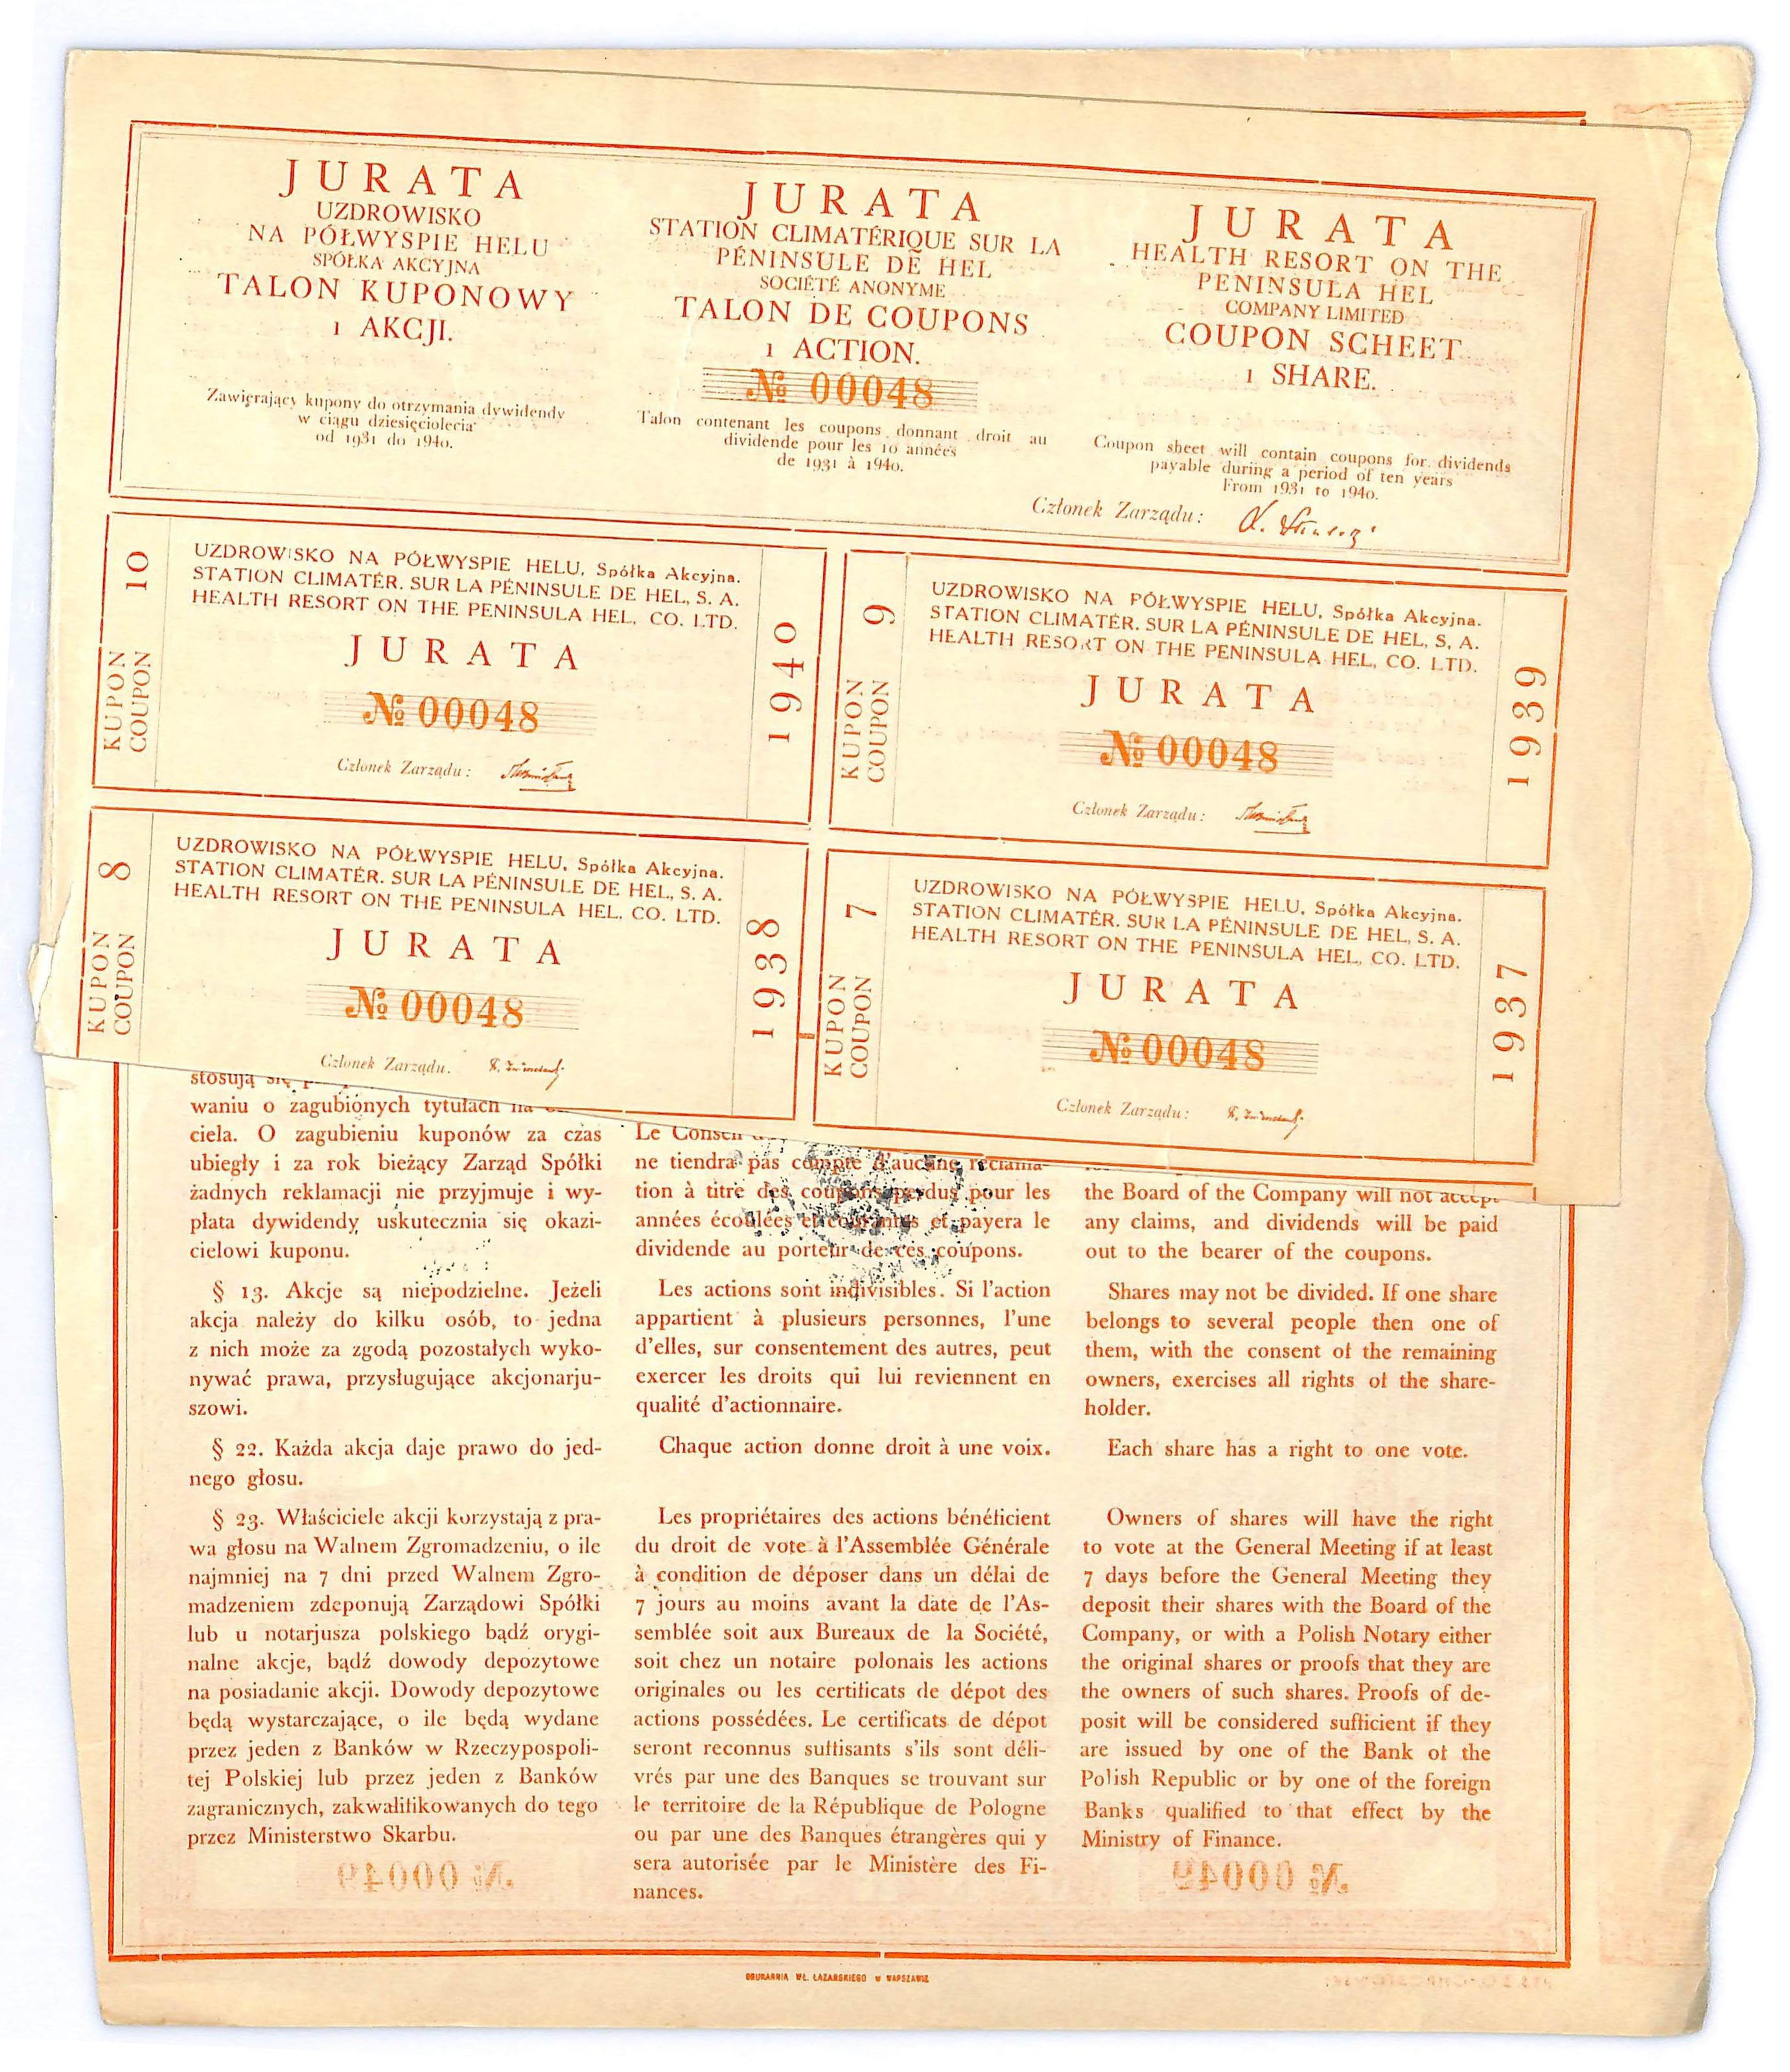 JURATA
UZDROWISKO
NA PÓŁWYSPIE HELU
SPÓŁKA AKCYJNA
TALON KUPONOWY
1 AKCJI.
Zawierający kupony do otrzymania dywidendy
w ciągu dziesięciolecia
od 1931 do 1940.
JURATA
STATION CLIMATÉRIQUE SUR LA
PÉNINSULE DE HEL
SOCIÉTÉ ANONYME
TALON DE COUPONS
1 ACTION.
№ 00048
Talon contenant les coupons donnant droit au
dividende pour les 10 années
de 1931 à 1940.
JURATA
HEALTH RESORT ON THE
PENINSULA HEL
COMPANY LIMITED
COUPON SCHEET
1 SHARE.
Coupon sheet will contain coupons for dividends
payable during a period of ten years
From 1931 to 1940.
Członek Zarządu:
KUPON 10
COUPON
UZDROWISKO NA PÓŁWYSPIE HELU, Spółka Akcyjna.
STATION CLIMATÉR. SUR LA PÉNINSULE DE HEL, S. A.
HEALTH RESORT ON THE PENINSULA HEL, CO. LTD.
JURATA
№ 00048
Członek Zarządu:
1940
KUPON 9
COUPON
UZDROWISKO NA PÓŁWYSPIE HELU, Spółka Akcyjna.
STATION CLIMATÉR. SUR LA PÉNINSULE DE HEL, S. A.
HEALTH RESORT ON THE PENINSULA HEL, CO. LTD.
JURATA
№ 00048
Członek Zarządu:
1939
KUPON 8
COUPON
UZDROWISKO NA PÓŁWYSPIE HELU, Spółka Akcyjna.
STATION CLIMATÉR. SUR LA PÉNINSULE DE HEL, S. A.
HEALTH RESORT ON THE PENINSULA HEL, CO. LTD.
JURATA
№ 00048
Członek Zarządu.
1938
KUPON 7
COUPON
UZDROWISKO NA PÓŁWYSPIE HELU, Spółka Akcyjna.
STATION CLIMATÉR. SUR LA PÉNINSULE DE HEL, S. A.
HEALTH RESORT ON THE PENINSULA HEL, CO. LTD.
JURATA
№ 00048
Członek Zarządu:
1937
stosują się
waniu o zagubionych tytułach na
ciela. O zagubieniu kuponów za czas
ubiegły i za rok bieżący Zarząd Spółki
żadnych reklamacji nie przyjmuje i wy-
płata dywidendy uskutecznia się okazi-
cielowi kuponu.
§ 13. Akcje są niepodzielne. Jeżeli
akcja należy do kilku osób, to jedna
z nich może za zgodą pozostałych wyko-
nywać prawa, przysługujące akcjonarju-
szowi.
§ 22. Każda akcja daje prawo do jed-
nego głosu.
§ 23. Właściciele akcji korzystają z pra-
wa głosu na Walnem Zgromadzeniu, o ile
najmniej na 7 dni przed Walnem Zgro-
madzeniem zdeponują Zarządowi Spółki
lub u notarjusza polskiego bądź orygi-
nalne akcje, bądź dowody depozytowe
na posiadanie akcji. Dowody depozytowe
będą wystarczające, o ile będą wydane
przez jeden z Banków w Rzeczypospoli-
tej Polskiej lub przez jeden z Banków
zagranicznych, zakwalifikowanych do tego
przez Ministerstwo Skarbu.
Le Conseil
ne tiendra pas compte d'aucune réclama-
tion à titre des coupons perdus pour les
années écoulées et courantes et payera le
dividende au porteur de ces coupons.
Les actions sont indivisibles. Si l'action
appartient à plusieurs personnes, l'une
d'elles, sur consentement des autres, peut
exercer les droits qui lui reviennent en
qualité d'actionnaire.
Chaque action donne droit à une voix.
Les propriétaires des actions bénéficient
du droit de vote à l'Assemblée Générale
à condition de déposer dans un délai de
7 jours au moins avant la date de l'As-
semblée soit aux Bureaux de la Société,
soit chez un notaire polonais les actions
originales ou les certificats de dépot des
actions possédées. Le certificats de dépot
seront reconnus suffisants s'ils sont déli-
vrés par une des Banques se trouvant sur
le territoire de la République de Pologne
ou par une des Banques étrangères qui y
sera autorisée par le Ministère des Fi-
nances.
the Board of the Company will not accept
any claims, and dividends will be paid
out to the bearer of the coupons.
Shares may not be divided. If one share
belongs to several people then one of
them, with the consent of the remaining
owners, exercises all rights of the share-
holder.
Each share has a right to one vote.
Owners of shares will have the right
to vote at the General Meeting if at least
7 days before the General Meeting they
deposit their shares with the Board of the
Company, or with a Polish Notary either
the original shares or proofs that they are
the owners of such shares. Proofs of de-
posit will be considered sufficient if they
are issued by one of the Bank of the
Polish Republic or by one of the foreign
Banks qualified to that effect by the
Ministry of Finance.
DRUKARNIA WŁ. ŁAZARSKIEGO W WARSZAWIE